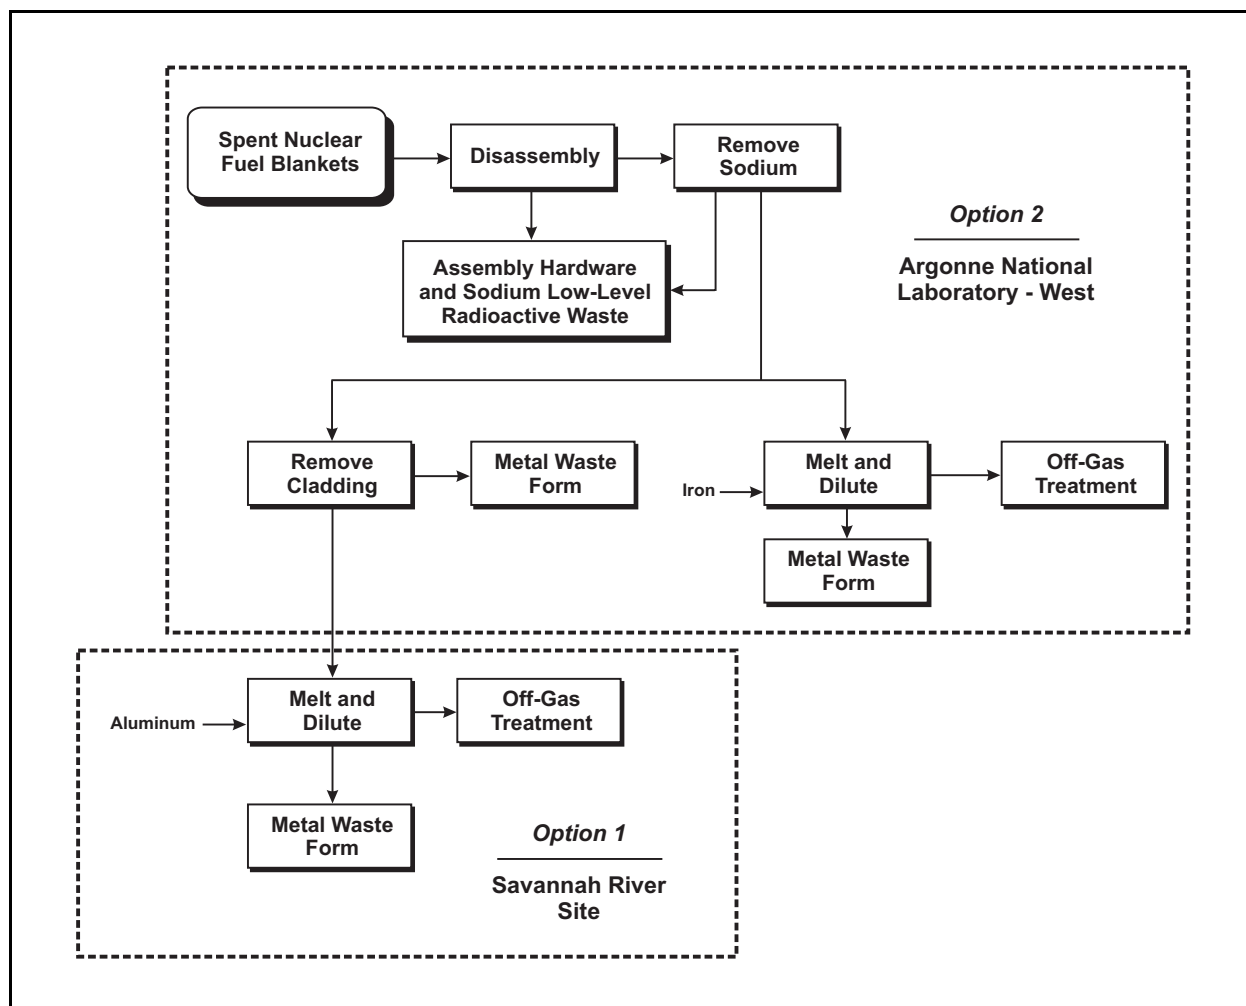 Spent Nuclear
Fuel Blankets
Disassembly
Remove
Sodium
Assembly Hardware
and Sodium Low-Level
Radioactive Waste
Option 2
Argonne National
Laboratory - West
Remove
Cladding
Metal Waste
Form
Iron
Melt and
Dilute
Off-Gas
Treatment
Metal Waste
Form
Aluminum
Melt and
Dilute
Off-Gas
Treatment
Metal Waste
Form
Option 1
Savannah River
Site